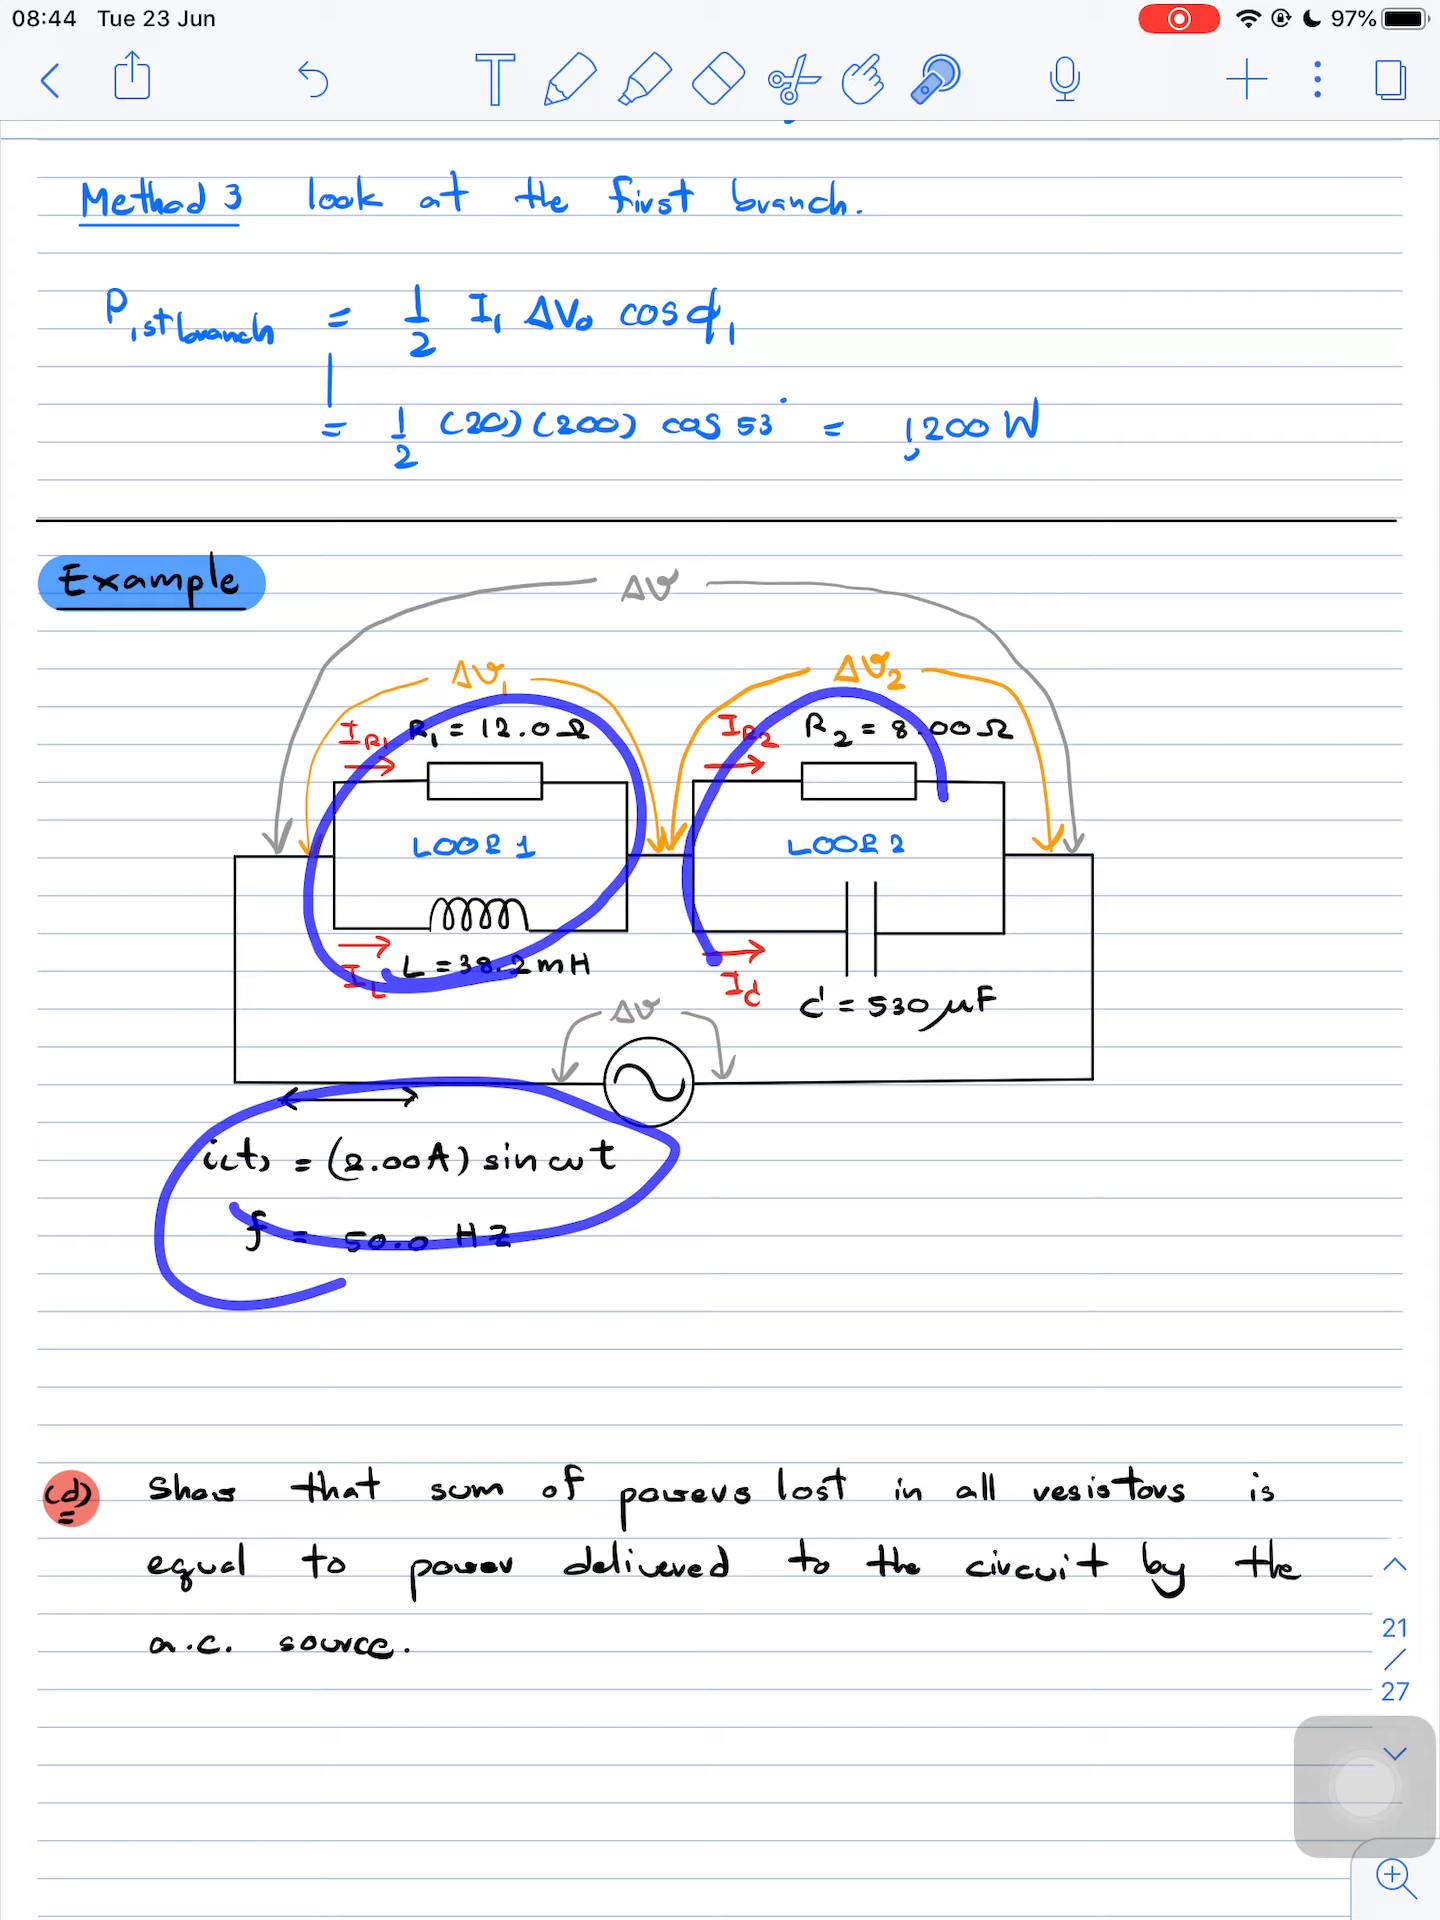 08:44 Tue 23 Jun 97%
Method 3 look at the first branch.
P1st branch = 1/2 I1 ΔV0 cos ϕ1
= 1/2 (20)(200) cos 53° = 1,200 W
Example
ΔV
ΔV1 ΔV2
IR1 R1 = 12.0 Ω IR2 R2 = 8.00 Ω
LOOP 1 LOOP 2
IL L = 38.2 mH IC C = 530 μF
ΔV
i(t) = (2.00A) sin ωt
f = 50.0 Hz
(d) Show that sum of powers lost in all resistors is
equal to power delivered to the circuit by the
a.c. source.
21
/
27